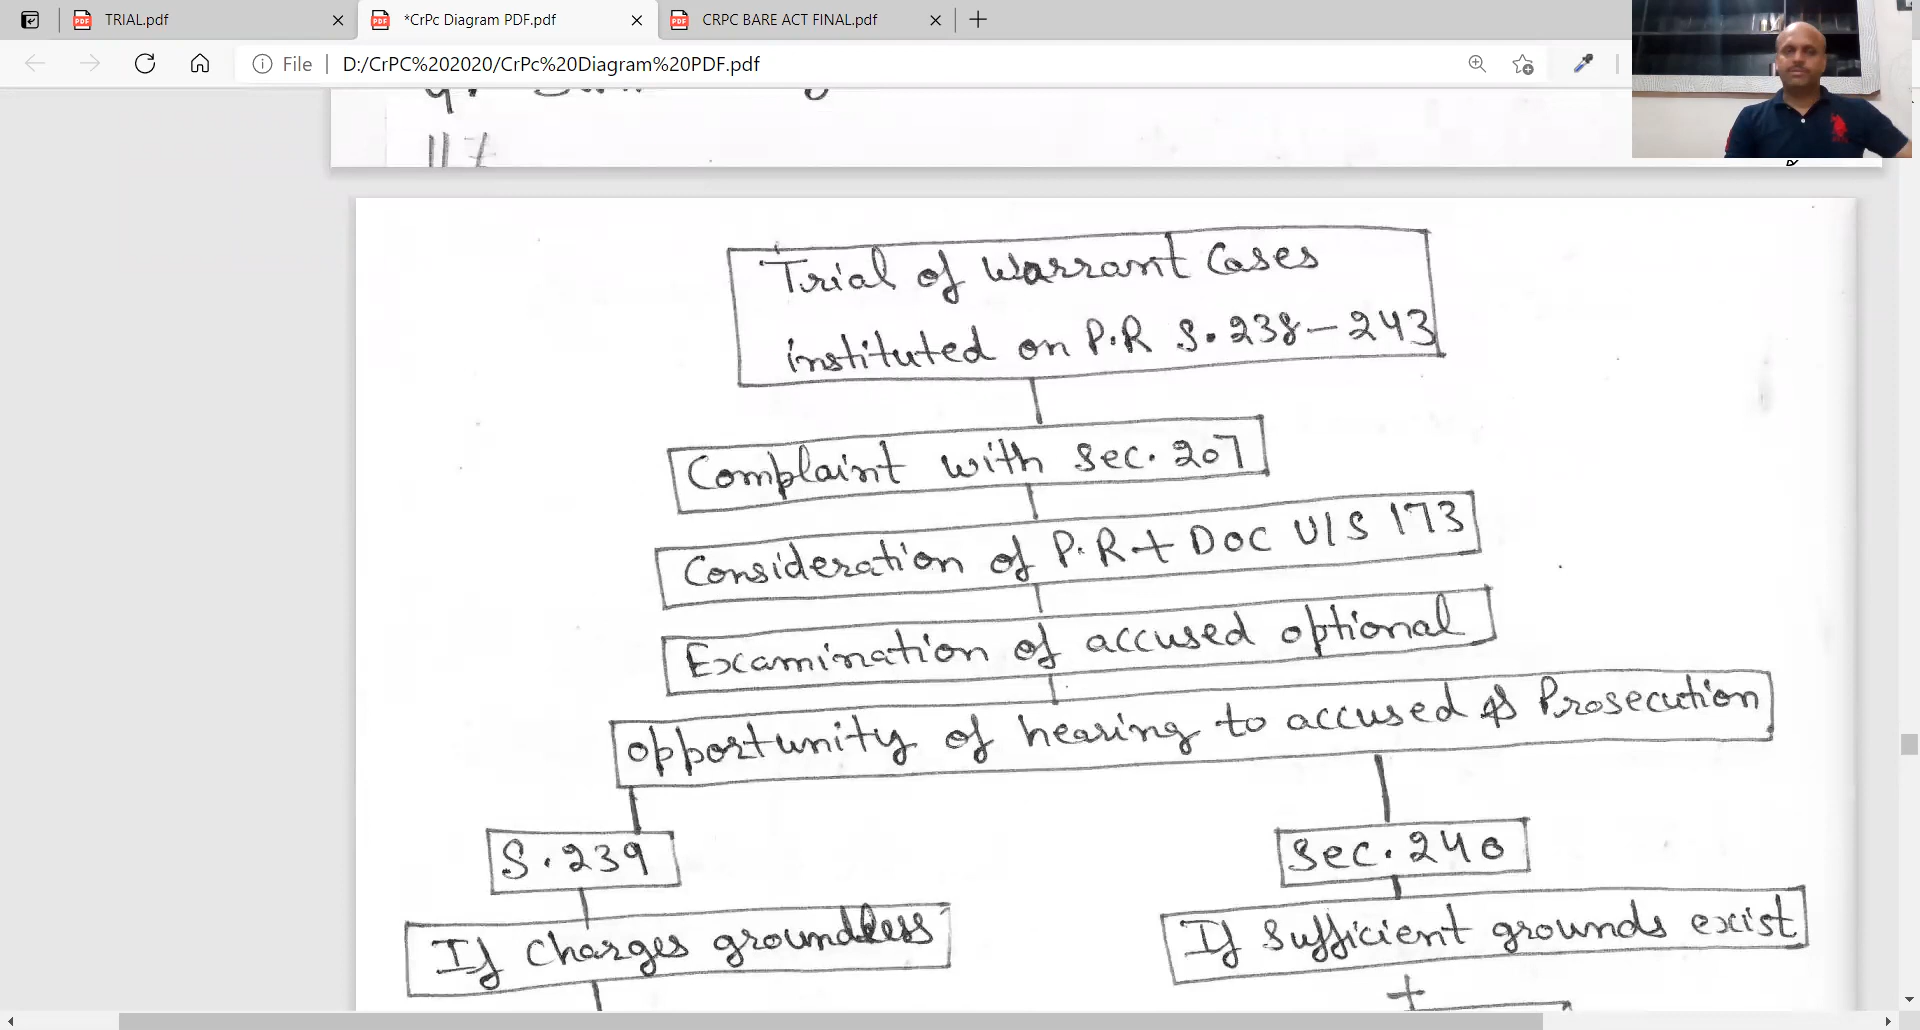 TRIAL.pdf
*CrPc Diagram PDF.pdf
CRPC BARE ACT FINAL.pdf
File
D:/CrPC%202020/CrPc%20Diagram%20PDF.pdf
117
Trial of Warrant Cases
instituted on P.R S. 238-243
Complaint with Sec. 207
Consideration of P.R + DOC U/S 173
Examination of accused optional
opportunity of hearing to accused & Prosecution
S. 239
Sec. 240
If Charges groundless
If Sufficient grounds exist